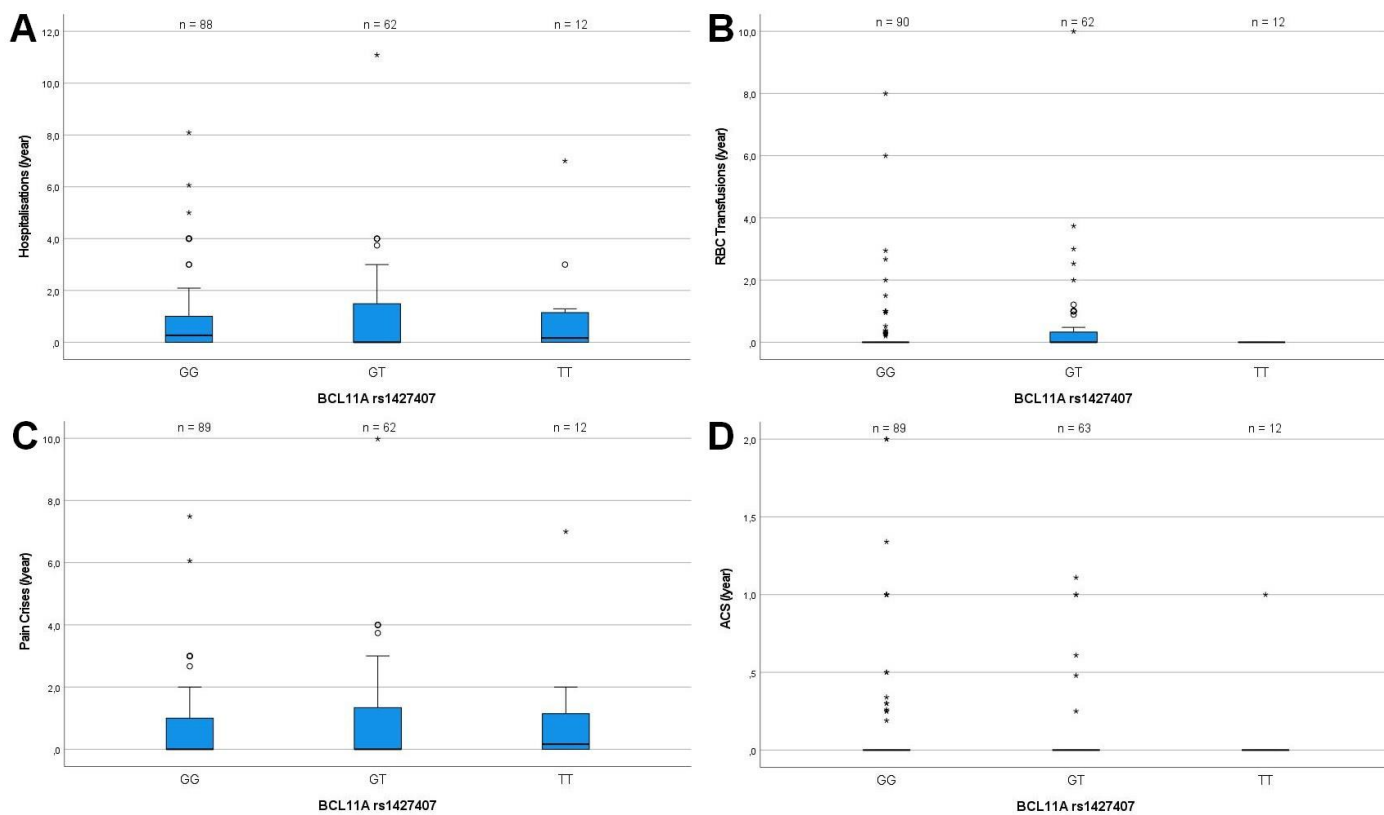 A
n = 88 n = 62 n = 12
12,0
10,0
8,0
6,0
4,0
2,0
,0
Hospitalisations (/year)
GG GT TT
BCL11A rs1427407
B
n = 90 n = 62 n = 12
10,0
8,0
6,0
4,0
2,0
,0
RBC Transfusions (/year)
GG GT TT
BCL11A rs1427407
C
n = 89 n = 62 n = 12
10,0
8,0
6,0
4,0
2,0
,0
Pain Crises (/year)
GG GT TT
BCL11A rs1427407
D
n = 89 n = 63 n = 12
2,0
1,5
1,0
,5
,0
ACS (/year)
GG GT TT
BCL11A rs1427407